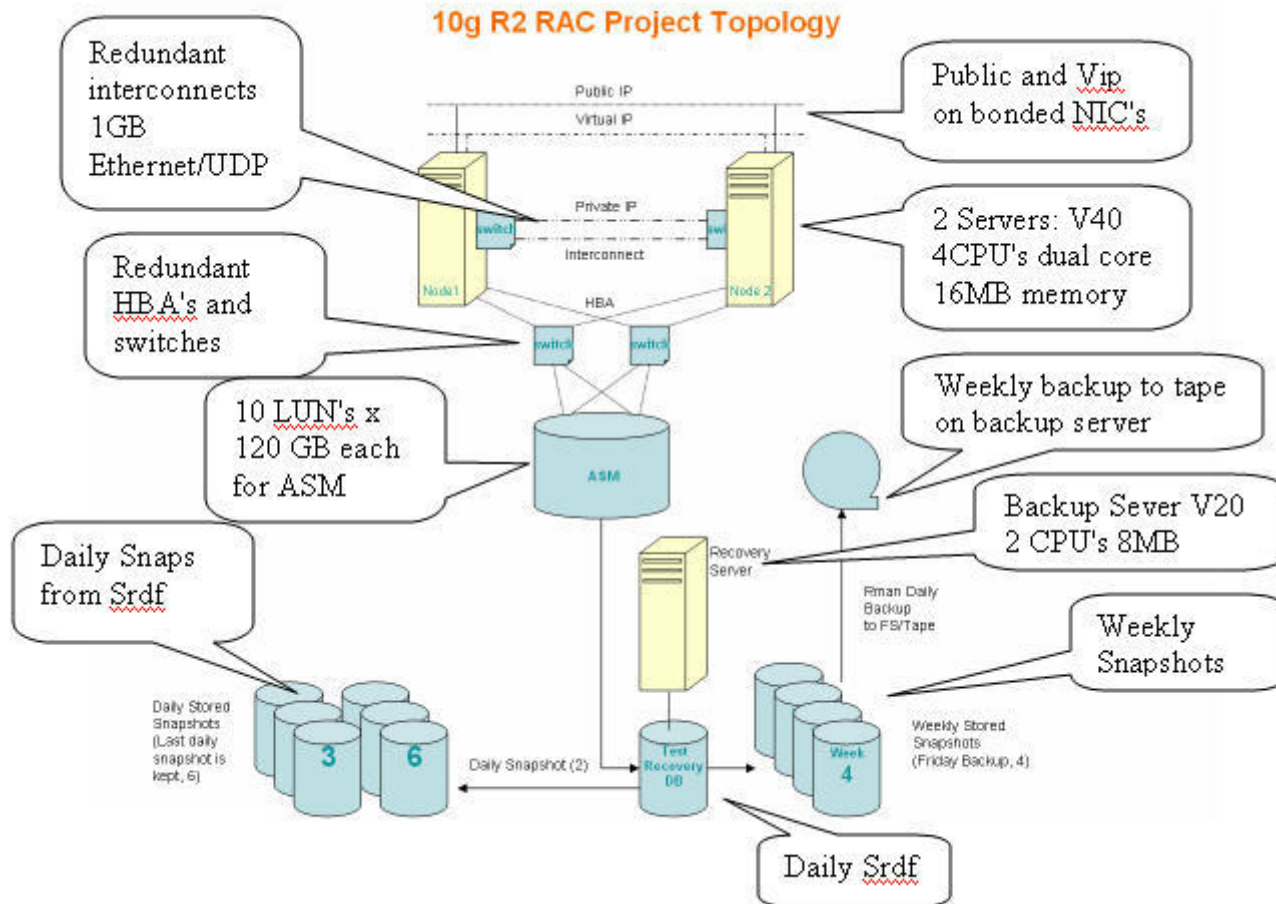 10g R2 RAC Project Topology
Redundant
interconnects
1GB
Ethernet/UDP
Public IP
Virtual IP
Public and Vip
on bonded NIC's
Private IP
switch
swi
Interconnect
Node1
Node 2
2 Servers: V40
4CPU's dual core
16MB memory
Redundant
HBA's and
switches
HBA
switch
switch
10 LUN's x
120 GB each
for ASM
ASM
Weekly backup to tape
on backup server
Backup Sever V20
2 CPU's 8MB
Recovery
Server
Daily Snaps
from Srdf
Rman Daily
Backup
to FS/Tape
Weekly
Snapshots
Daily Stored
Snapshots
(Last daily
snapshot is
kept, 6)
3
6
Daily Snapshot (2)
Test
Recovery
DB
Week
4
Weekly Stored
Snapshots
(Friday Backup, 4)
Daily Srdf